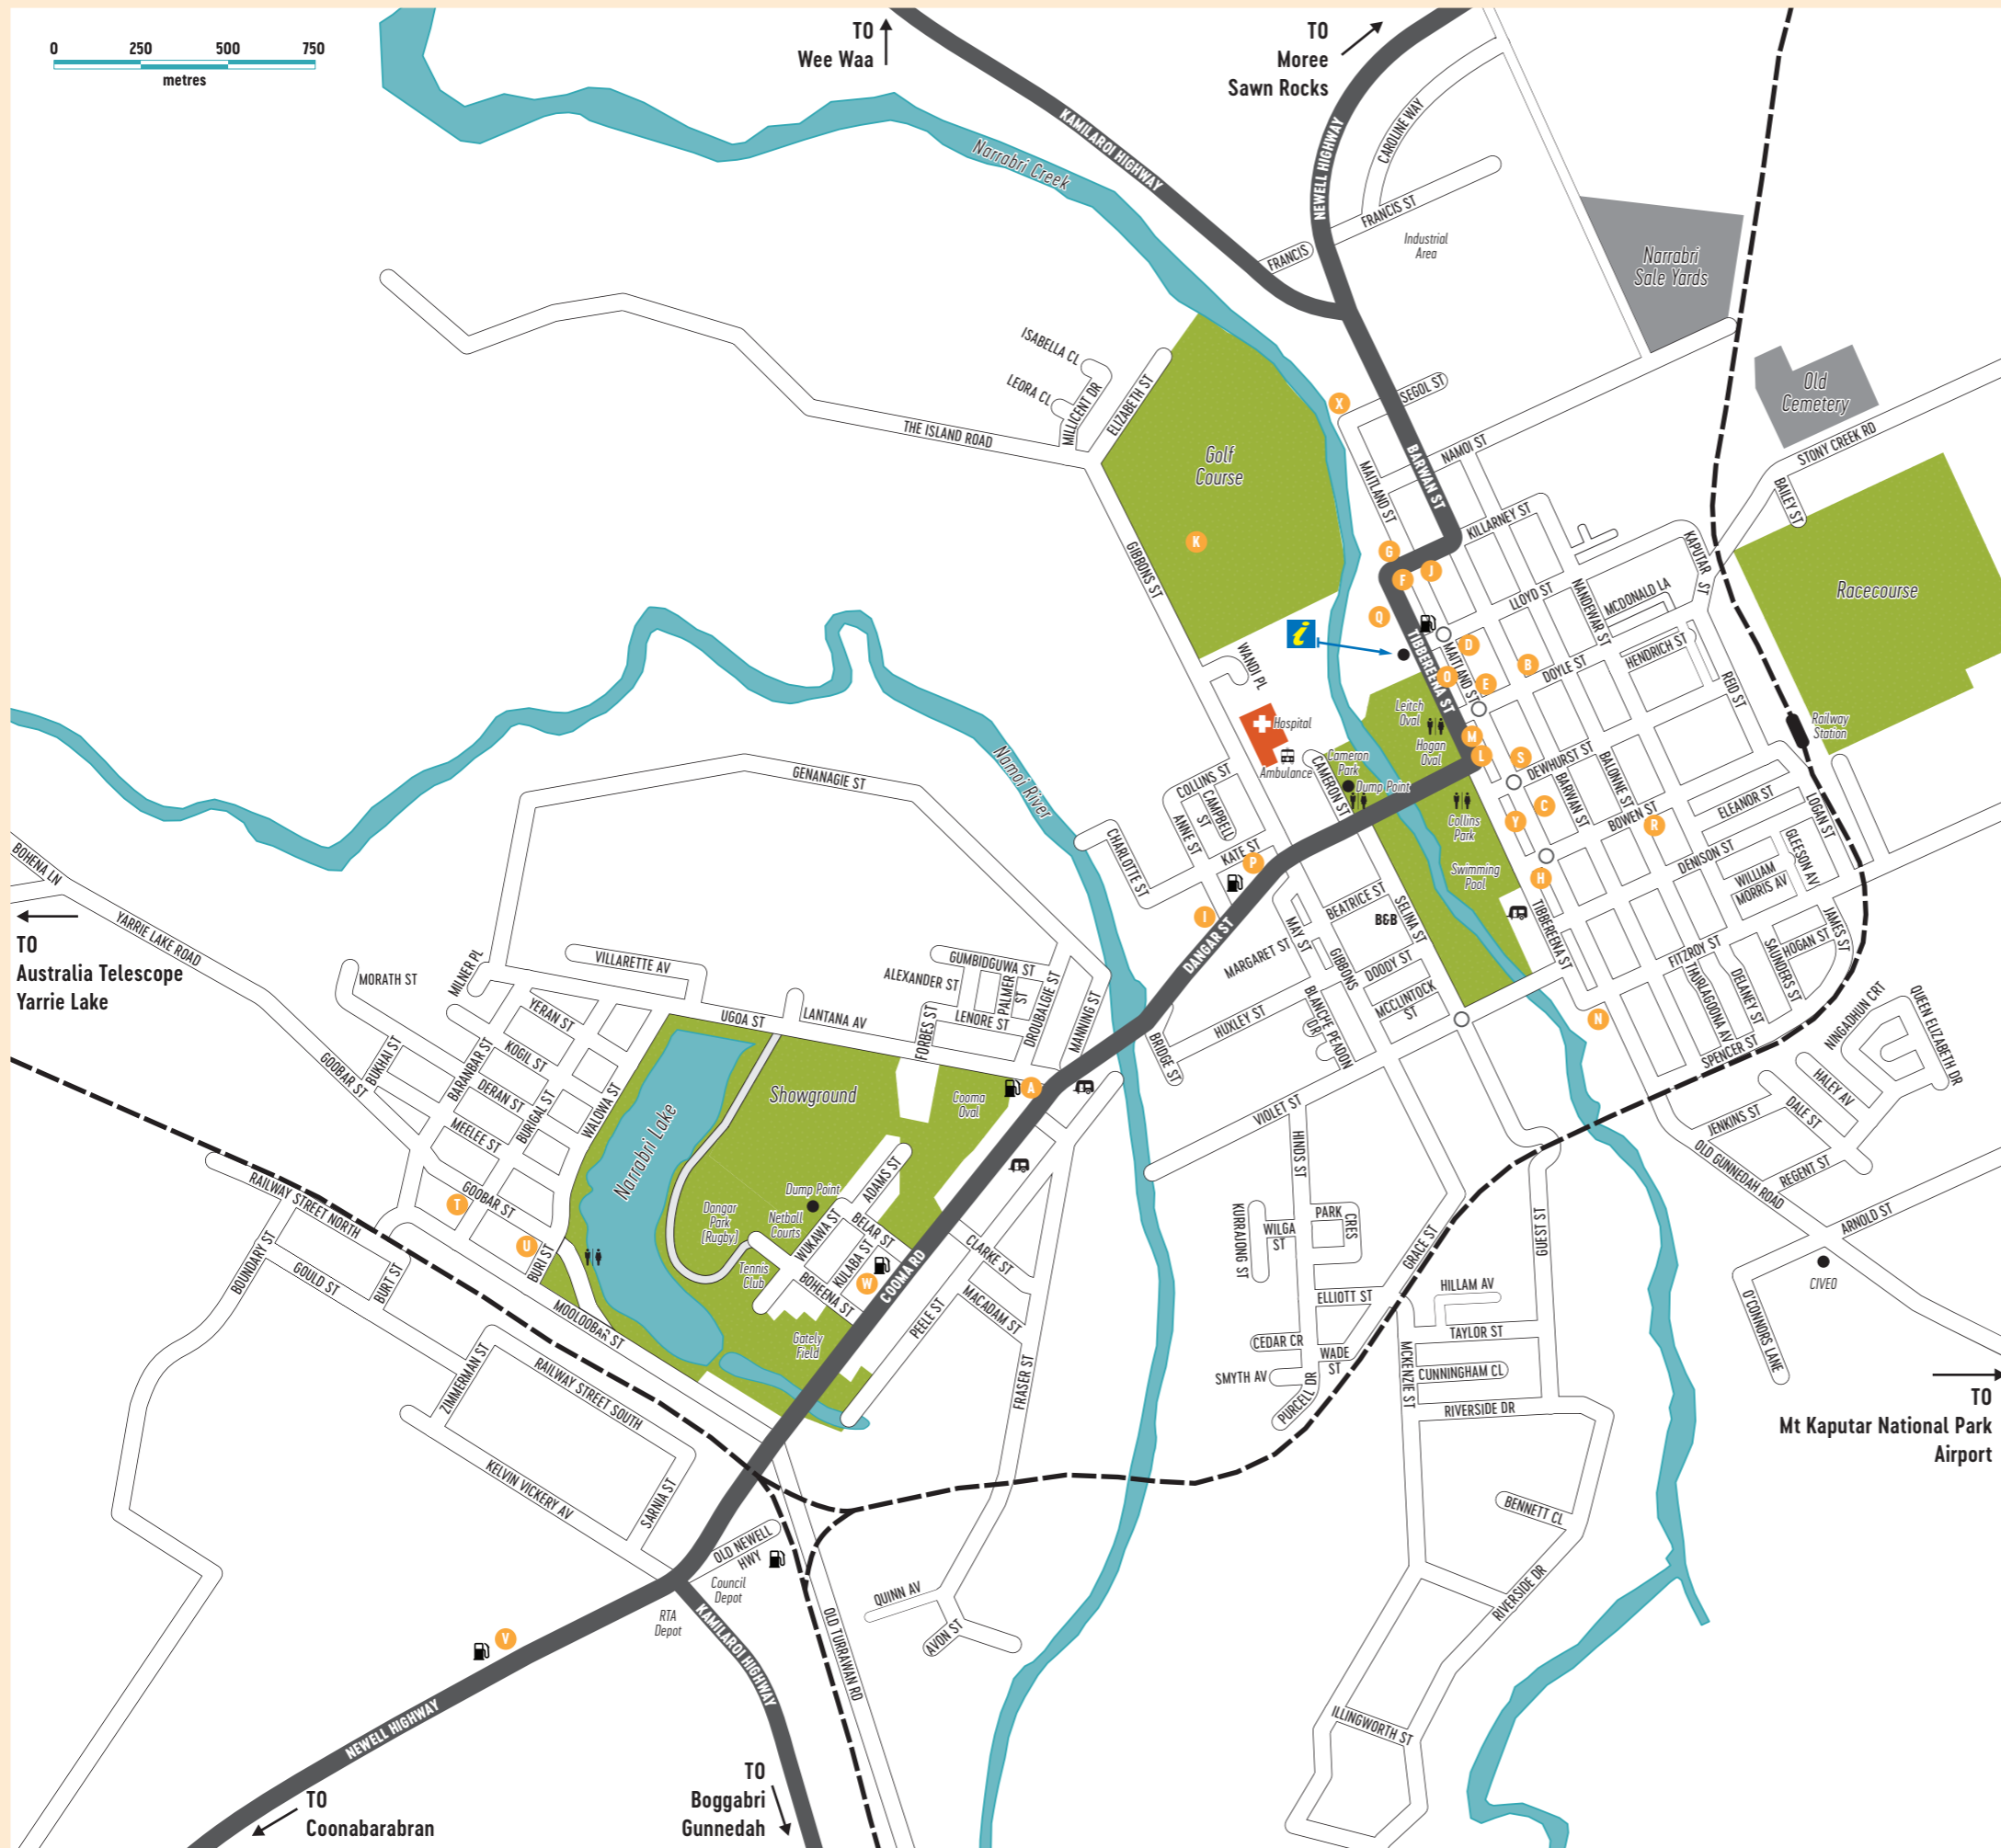 0 250 500 750
metres
TO
Wee Waa
TO
Moree
Sawn Rocks
KAMILAROI HIGHWAY
NEWELL HIGHWAY
CAROLINE WAY
Narrabri Creek
FRANCIS ST
FRANCIS
Industrial
Area
Narrabri
Sale Yards
ISABELLA CL
LEORA CL
MILLICENT DR
ELIZABETH ST
THE ISLAND ROAD
X
SEGOL ST
Old
Cemetery
STONY CREEK RD
BAILEY ST
Golf
Course
K
GIBBONS ST
MAITLAND ST
BARWAN ST
NAMOI ST
KILLARNEY ST
G
F
J
Q
i
KAPUTAR ST
NANDEWAR ST
LLOYD ST
MCDONALD LA
Racecourse
HENDRICH ST
REID ST
Railway
Station
TIBBEREENA ST
MAITLAND ST
D
B
O
E
DOYLE ST
WANDI PL
Hospital
Ambulance
Leitch
Oval
Hogan
Oval
M
L
S
DEWHURST ST
BALONNE ST
BARWAN ST
Cameron
Park
Dump Point
CAMERON ST
COLLINS ST
CAMPBELL
ST
ANNE ST
KATE ST
P
CHARLOTTE ST
I
Collins
Park
Swimming
Pool
C
Y
BOWEN ST
R
ELEANOR ST
LOGAN ST
DENISON ST
GLEESON AV
WILLIAM
MORRIS AV
H
TIBBEREENA ST
JAMES ST
HOGAN ST
SAUNDERS ST
DELANEY ST
THURLAGONA AV
FITZROY ST
SPENCER ST
N
BEATRICE ST
B&B
SELINA ST
MAY ST
MARGARET ST
GIBBONS
DOODY ST
MCCLINTOCK
ST
BLANCHE PEADON
DR
HUXLEY ST
BRIDGE ST
DANGAR ST
Namoi River
GENANAGIE ST
BOHENA LN
YARRIE LAKE ROAD
TO
Australia Telescope
Yarrie Lake
MORATH ST
MILNER PL
VILLARETTE AV
YERAN ST
UGOA ST
LANTANA AV
ALEXANDER ST
GUMBIDGUWA ST
PALMER
ST
LENORE ST
FORBES ST
DROUBALGIE ST
MANNING ST
GOOBAR ST
BUKHAI ST
BARANBAR ST
KOGIL ST
DERAN ST
BURIGAL ST
WALOWA ST
MEELEE ST
GOOBAR ST
T
U
BURT ST
Narrabri Lake
Showground
Cooma
Oval
A
Dump Point
ADAMS ST
Dangar
Park
(Rugby)
Netball
Courts
WUKAWA ST
BELAR ST
KULABA ST
BOHEENA ST
W
Tennis
Club
Gately
Field
COOMA RD
CLARKE ST
MACADAM ST
PEELE ST
FRASER ST
VIOLET ST
HINDS ST
KURRAJONG ST
WILGA
ST
PARK
CRES
GRACE ST
ELLIOTT ST
CEDAR CR
WADE
ST
SMYTH AV
PURCELL DR
HILLAM AV
TAYLOR ST
CUNNINGHAM CL
RIVERSIDE DR
MCKENZIE ST
GUEST ST
NINGADHUN CRT
QUEEN ELIZABETH DR
HALEY AV
DALE ST
JENKINS ST
REGENT ST
OLD GUNNEDAH ROAD
ARNOLD ST
CIVEO
O'CONNORS LANE
TO
Mt Kaputar National Park
Airport
BENNETT CL
RIVERSIDE DR
ILLINGWORTH ST
RAILWAY STREET NORTH
BOUNDARY ST
GOULD ST
BURT ST
MOOLOOBAR ST
ZIMMERMAN ST
RAILWAY STREET SOUTH
KELVIN VICKERY AV
SARNIA ST
OLD NEWELL
HWY
Council
Depot
RTA
Depot
QUINN AV
AVON ST
OLD TURRAWAN RD
KAMILAROI HIGHWAY
V
NEWELL HIGHWAY
TO
Coonabarabran
TO
Boggabri
Gunnedah